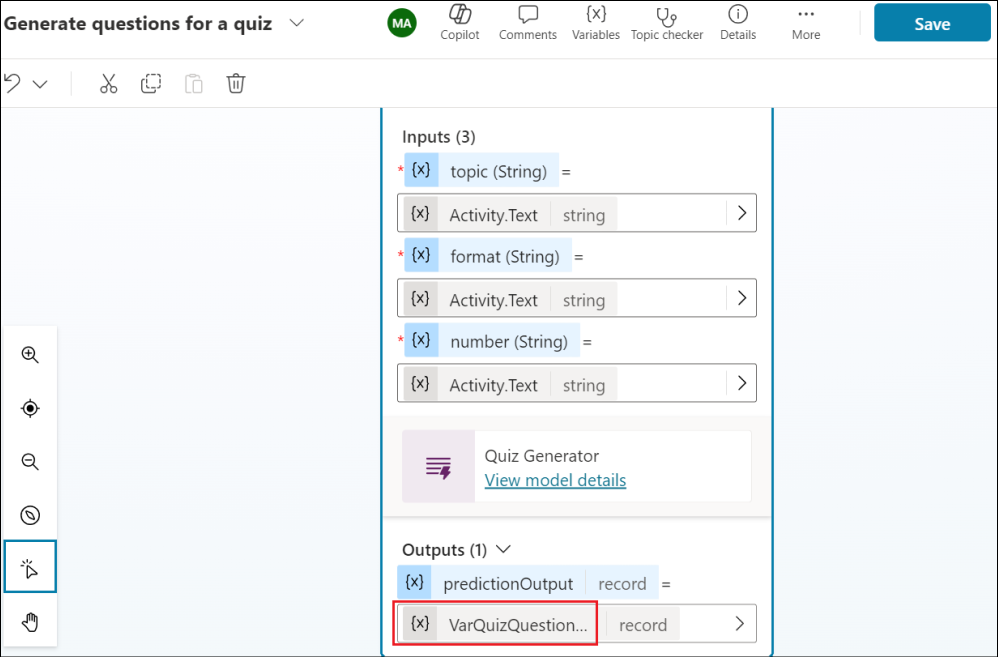 Generate questions for a quiz
MA
Copilot
Comments
{x}
Variables
Topic checker
Details
More
Save
Inputs (3)
* {x} topic (String) =
{x} Activity.Text string
* {x} format (String) =
{x} Activity.Text string
* {x} number (String) =
{x} Activity.Text string
Quiz Generator
View model details
Outputs (1)
{x} predictionOutput record =
{x} VarQuizQuestion... record